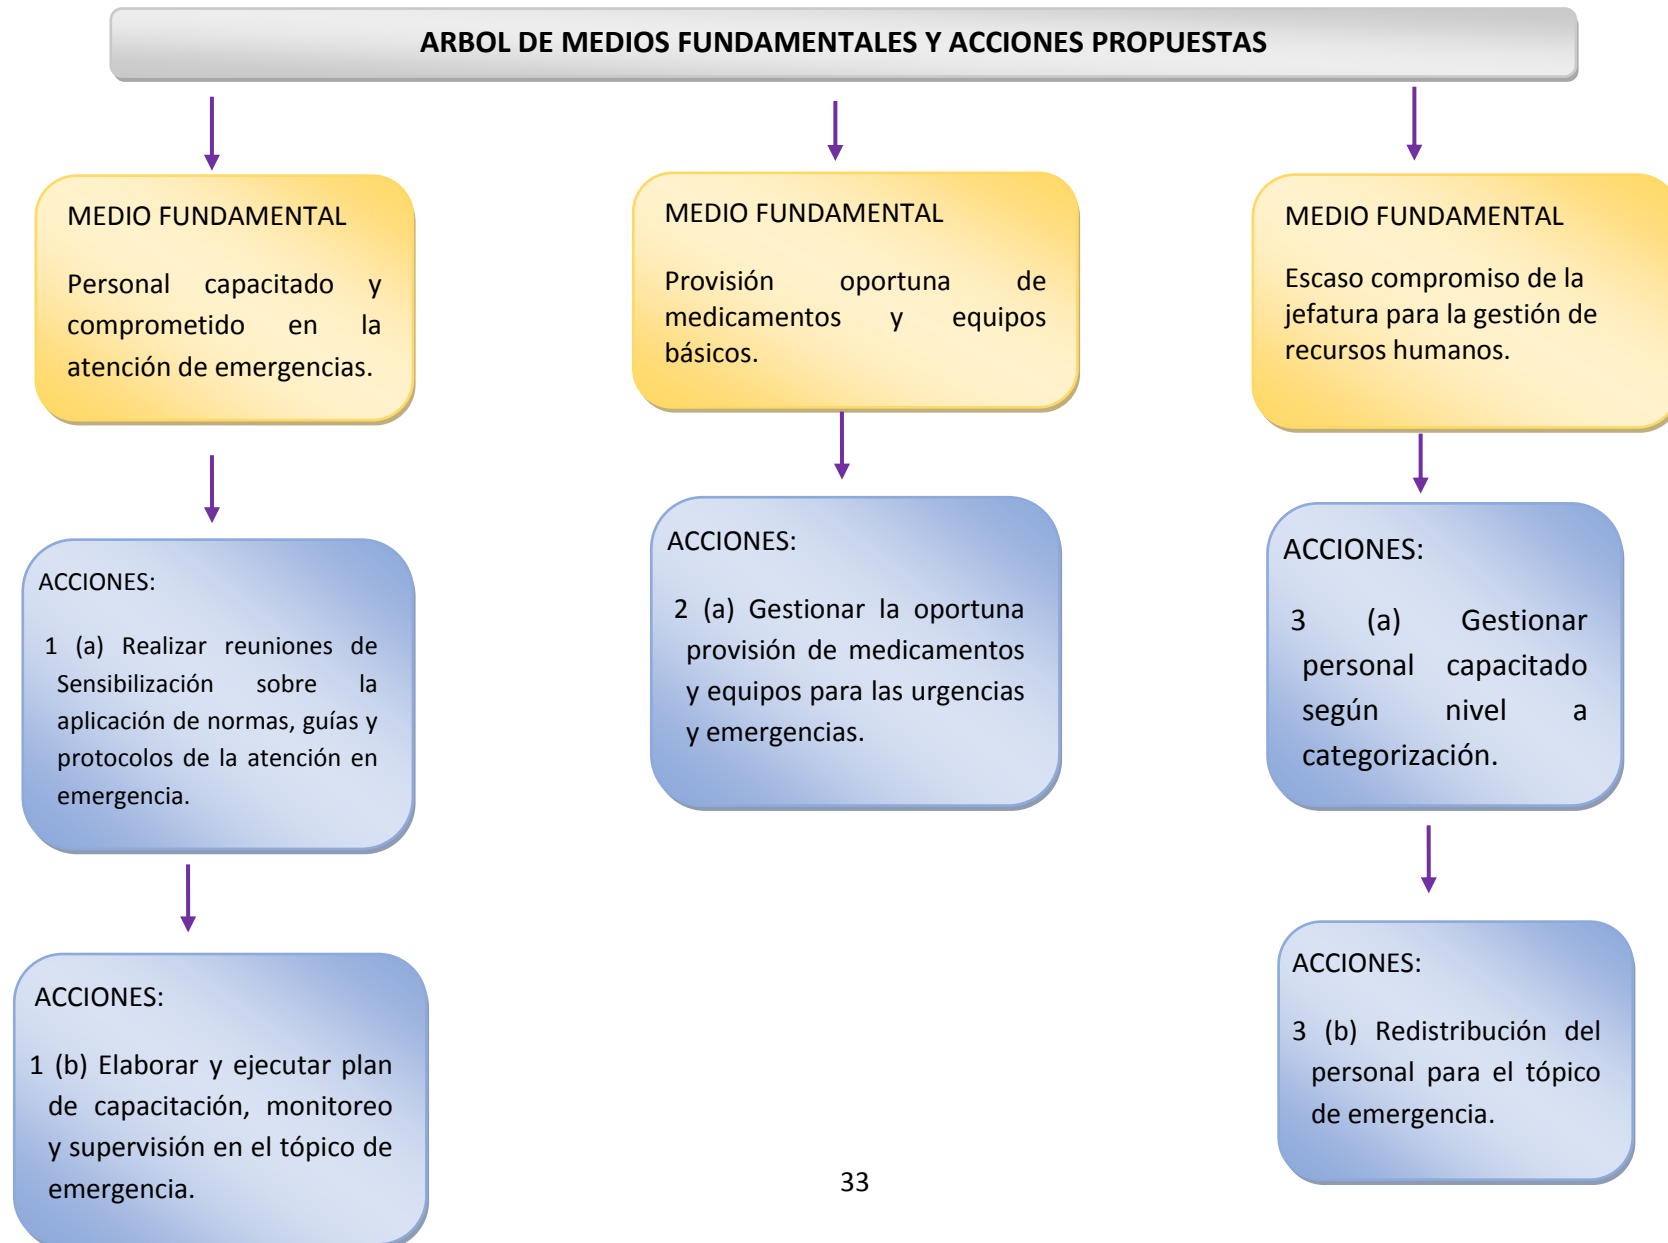 ARBOL DE MEDIOS FUNDAMENTALES Y ACCIONES PROPUESTAS
MEDIO FUNDAMENTAL
Personal capacitado y
comprometido en la
atención de emergencias.
MEDIO FUNDAMENTAL
Provisión oportuna de
medicamentos y equipos
básicos.
MEDIO FUNDAMENTAL
Escaso compromiso de la
jefatura para la gestión de
recursos humanos.
ACCIONES:
1 (a) Realizar reuniones de
Sensibilización sobre la
aplicación de normas, guías y
protocolos de la atención en
emergencia.
ACCIONES:
2 (a) Gestionar la oportuna
provisión de medicamentos
y equipos para las urgencias
y emergencias.
ACCIONES:
3 (a) Gestionar
personal capacitado
según nivel a
categorización.
ACCIONES:
1 (b) Elaborar y ejecutar plan
de capacitación, monitoreo
y supervisión en el tópico de
emergencia.
ACCIONES:
3 (b) Redistribución del
personal para el tópico
de emergencia.
33